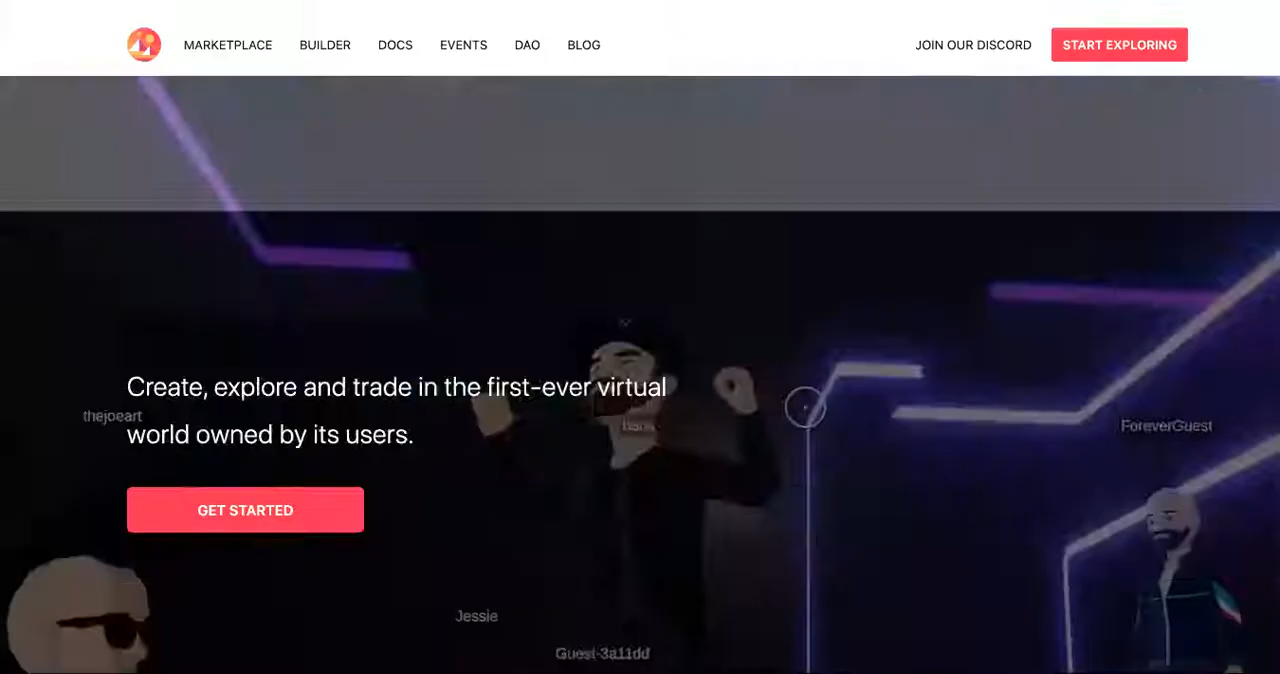 MARKETPLACE BUILDER DOCS EVENTS DAO BLOG JOIN OUR DISCORD START EXPLORING
Create, explore and trade in the first-ever virtual
world owned by its users.
thejoeart
ForeverGuest
GET STARTED
Jessie
Guest-3a11dd